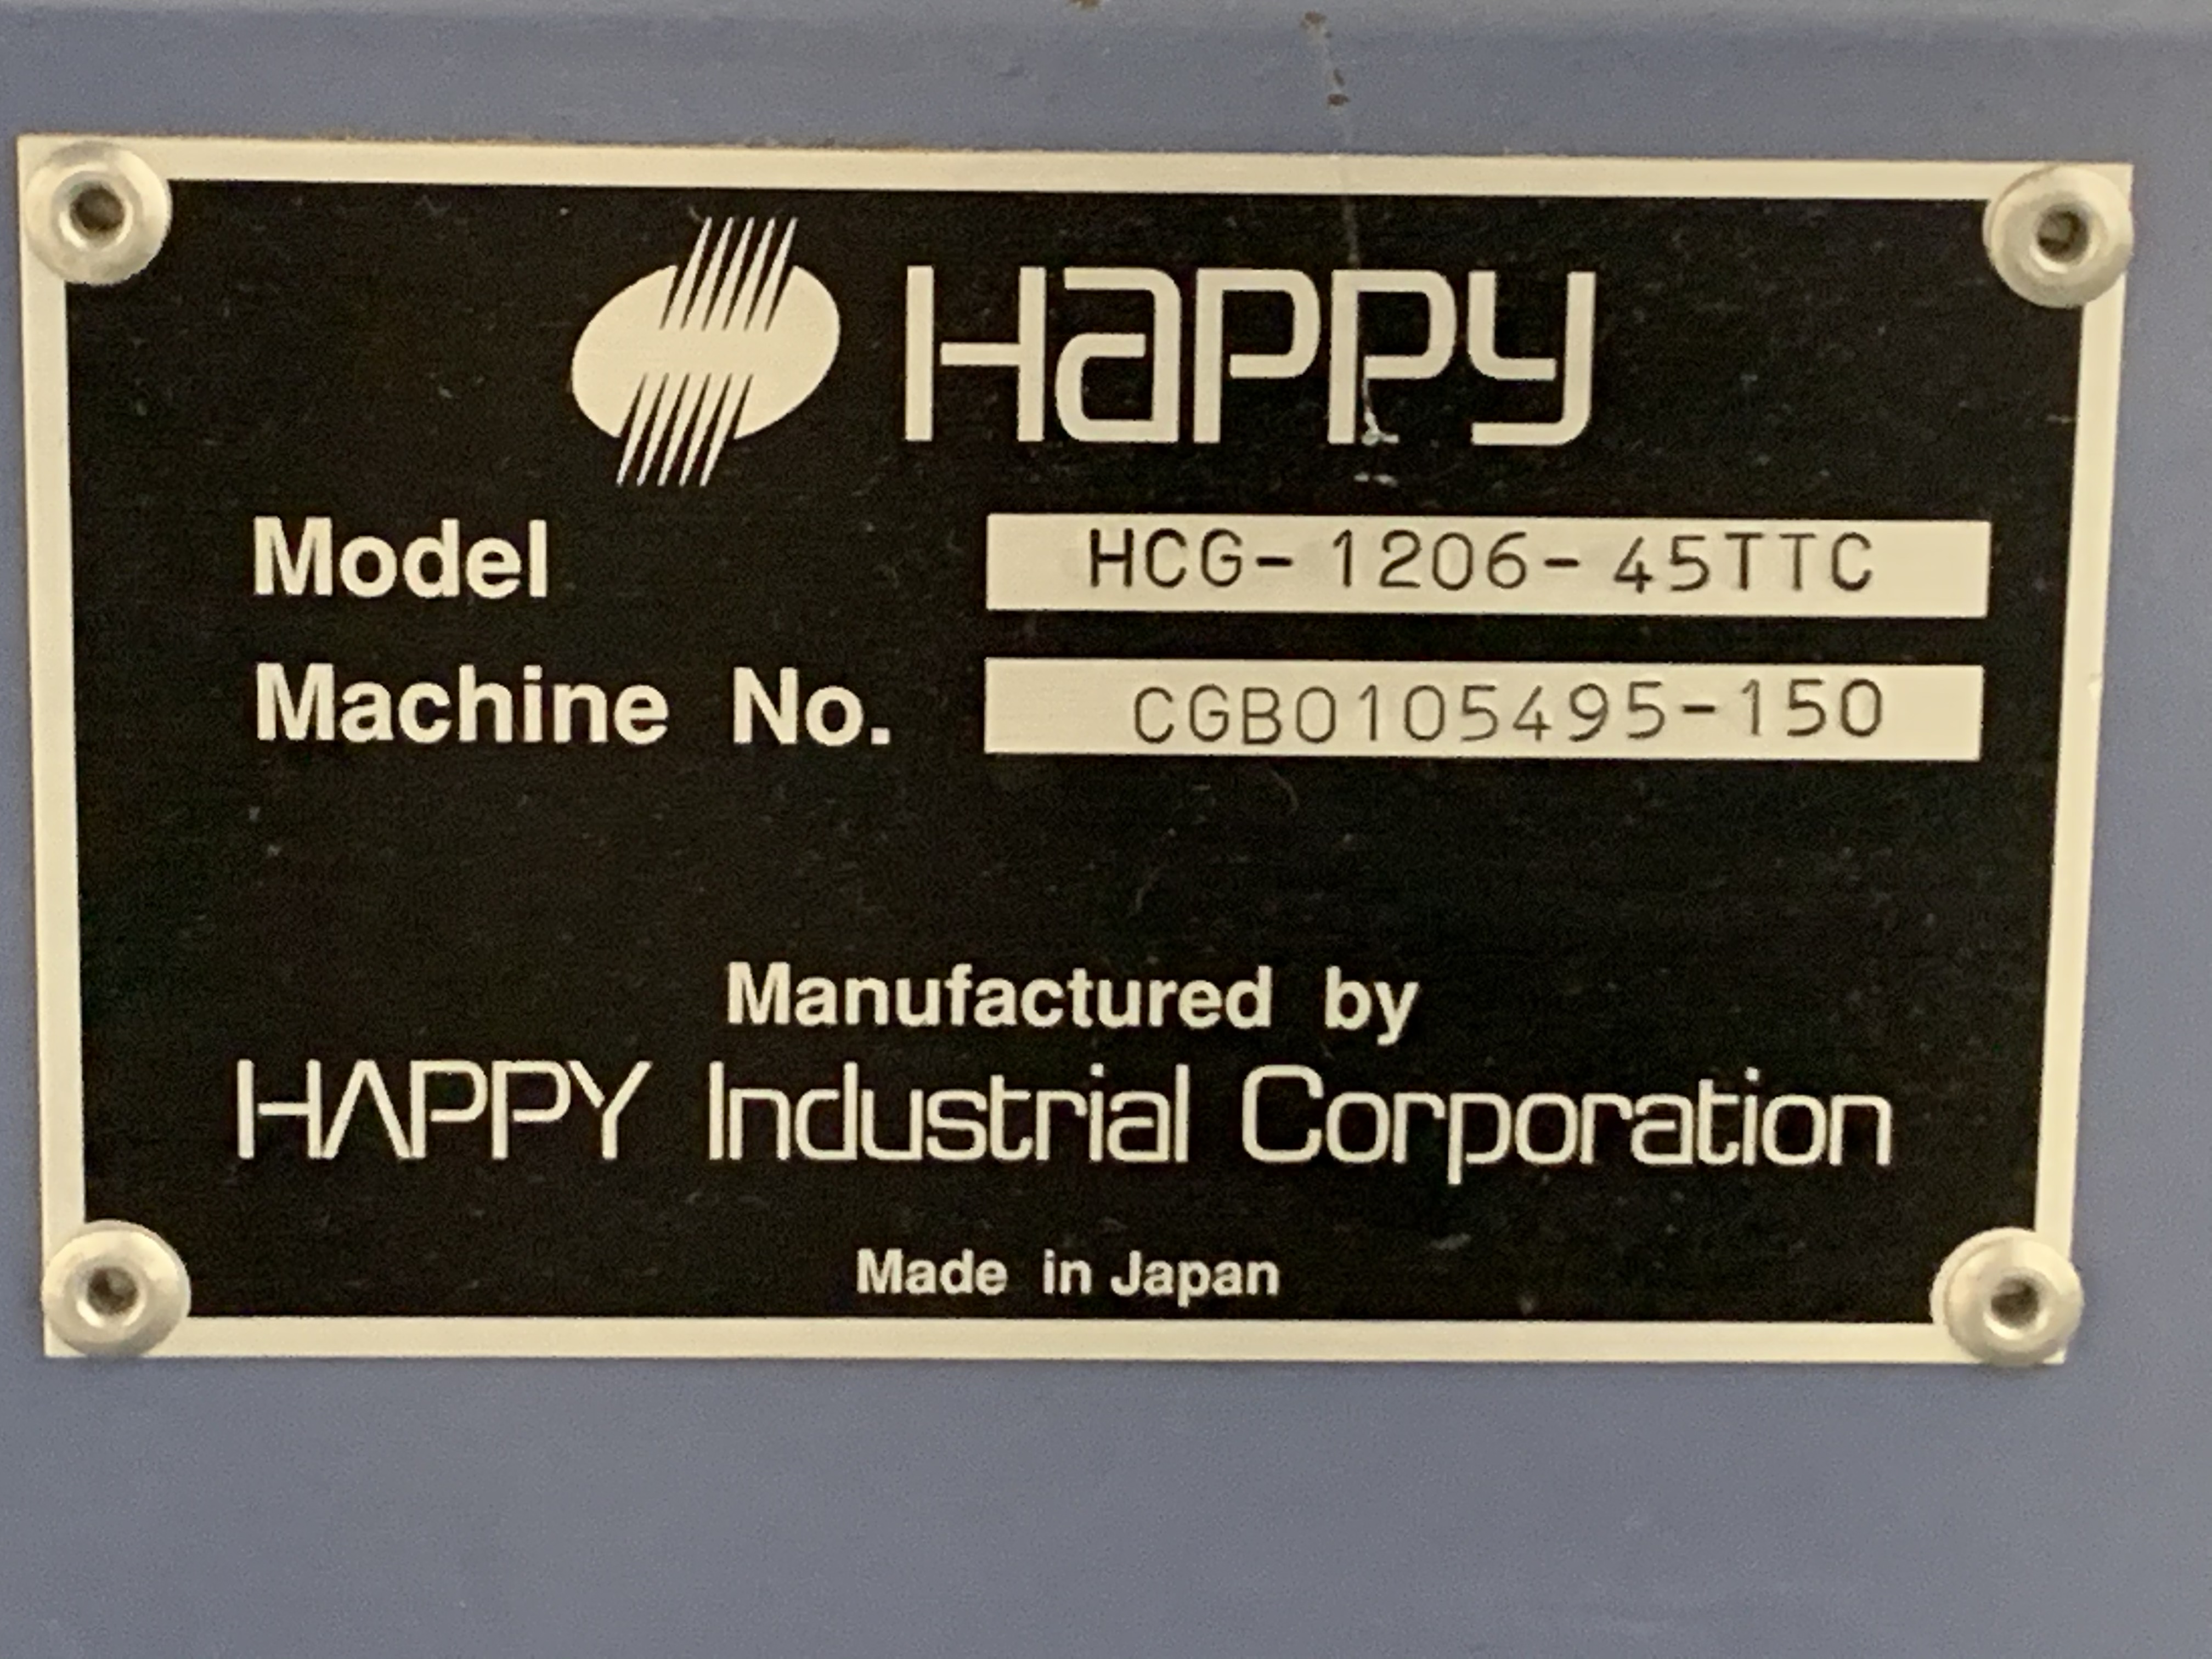 Happy
Model HCG-1206-45TTC
Machine No. CGB0105495-150
Manufactured by
HAPPY Industrial Corporation
Made in Japan